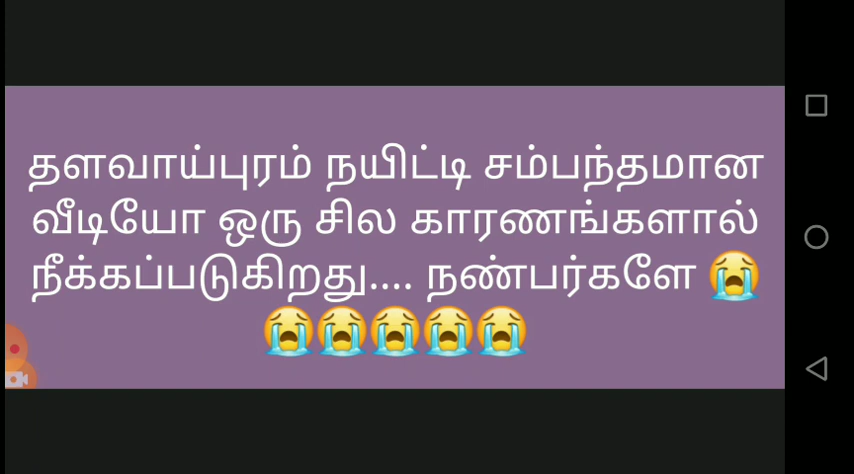 தளவாய்புரம் நயிட்டி சம்பந்தமான
வீடியோ ஒரு சில காரணங்களால்
நீக்கப்படுகிறது.... நண்பர்களே 😭
😭😭😭😭😭